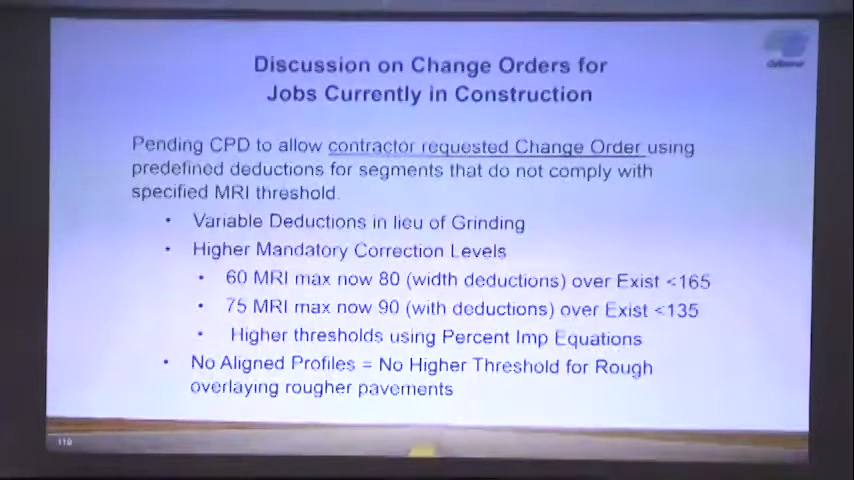 Discussion on Change Orders for
Jobs Currently in Construction
Pending CPD to allow contractor requested Change Order using
predefined deductions for segments that do not comply with
specified MRI threshold.
• Variable Deductions in lieu of Grinding
• Higher Mandatory Correction Levels
• 60 MRI max now 80 (width deductions) over Exist <165
• 75 MRI max now 90 (with deductions) over Exist <135
• Higher thresholds using Percent Imp Equations
• No Aligned Profiles = No Higher Threshold for Rough
overlaying rougher pavements